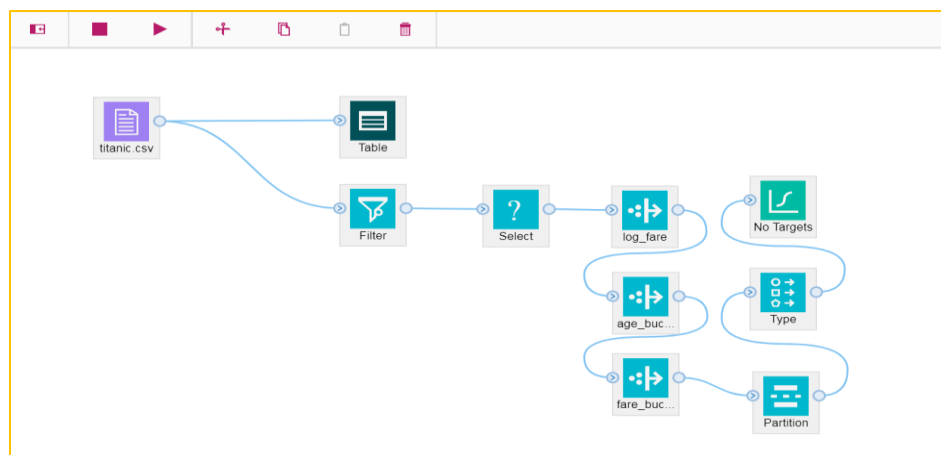 titanic.csv
Table
Filter
Select
?
log_fare
No Targets
age_buc...
Type
fare_buc...
Partition